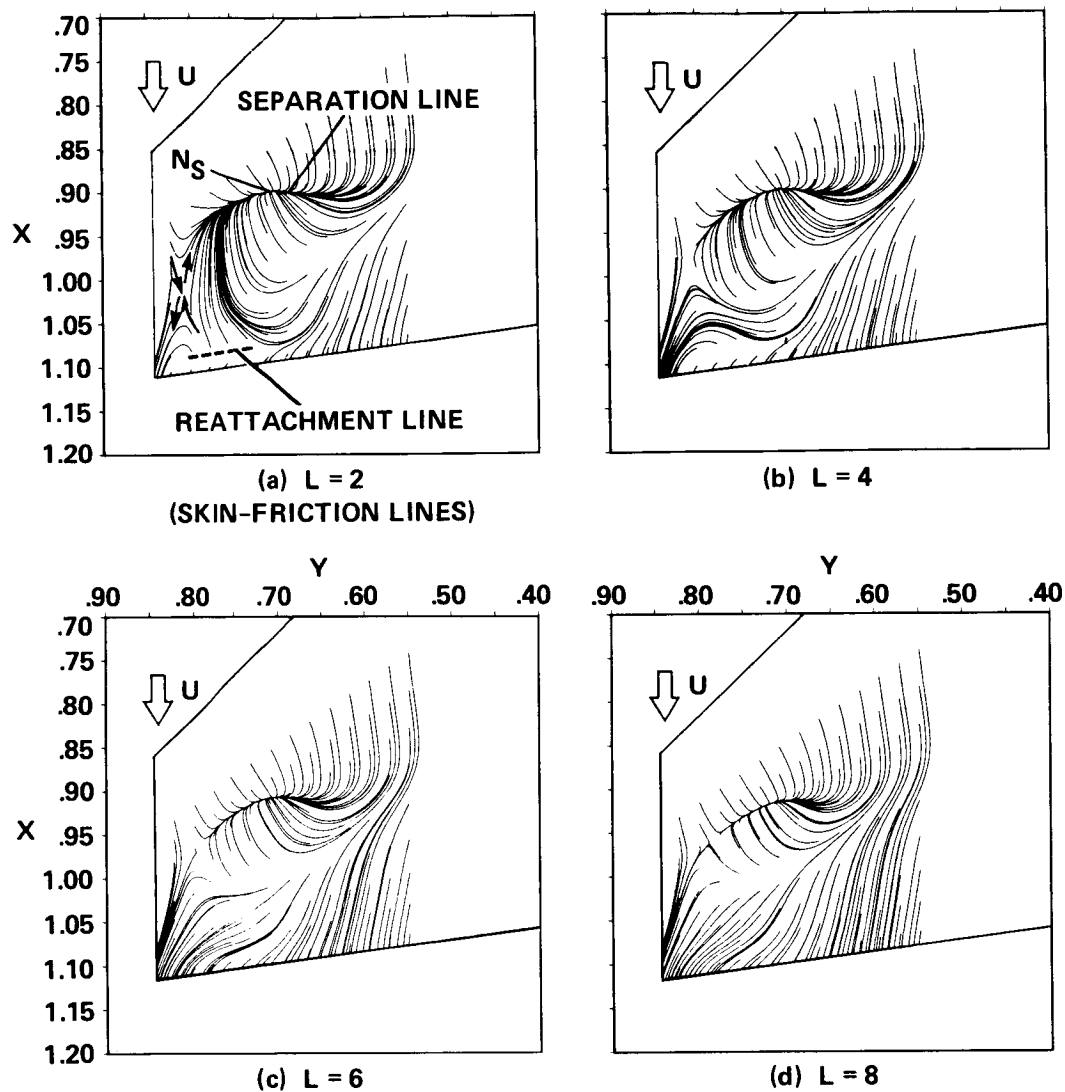 .70
.75
.80
.85
.90
.95
1.00
1.05
1.10
1.15
1.20
X
U
SEPARATION LINE
NS
REATTACHMENT LINE
(a) L = 2
(SKIN-FRICTION LINES)
U
(b) L = 4
Y
.90 .80 .70 .60 .50 .40
.70
.75
.80
.85
.90
.95
1.00
1.05
1.10
1.15
1.20
X
U
(c) L = 6
Y
.90 .80 .70 .60 .50 .40
U
(d) L = 8